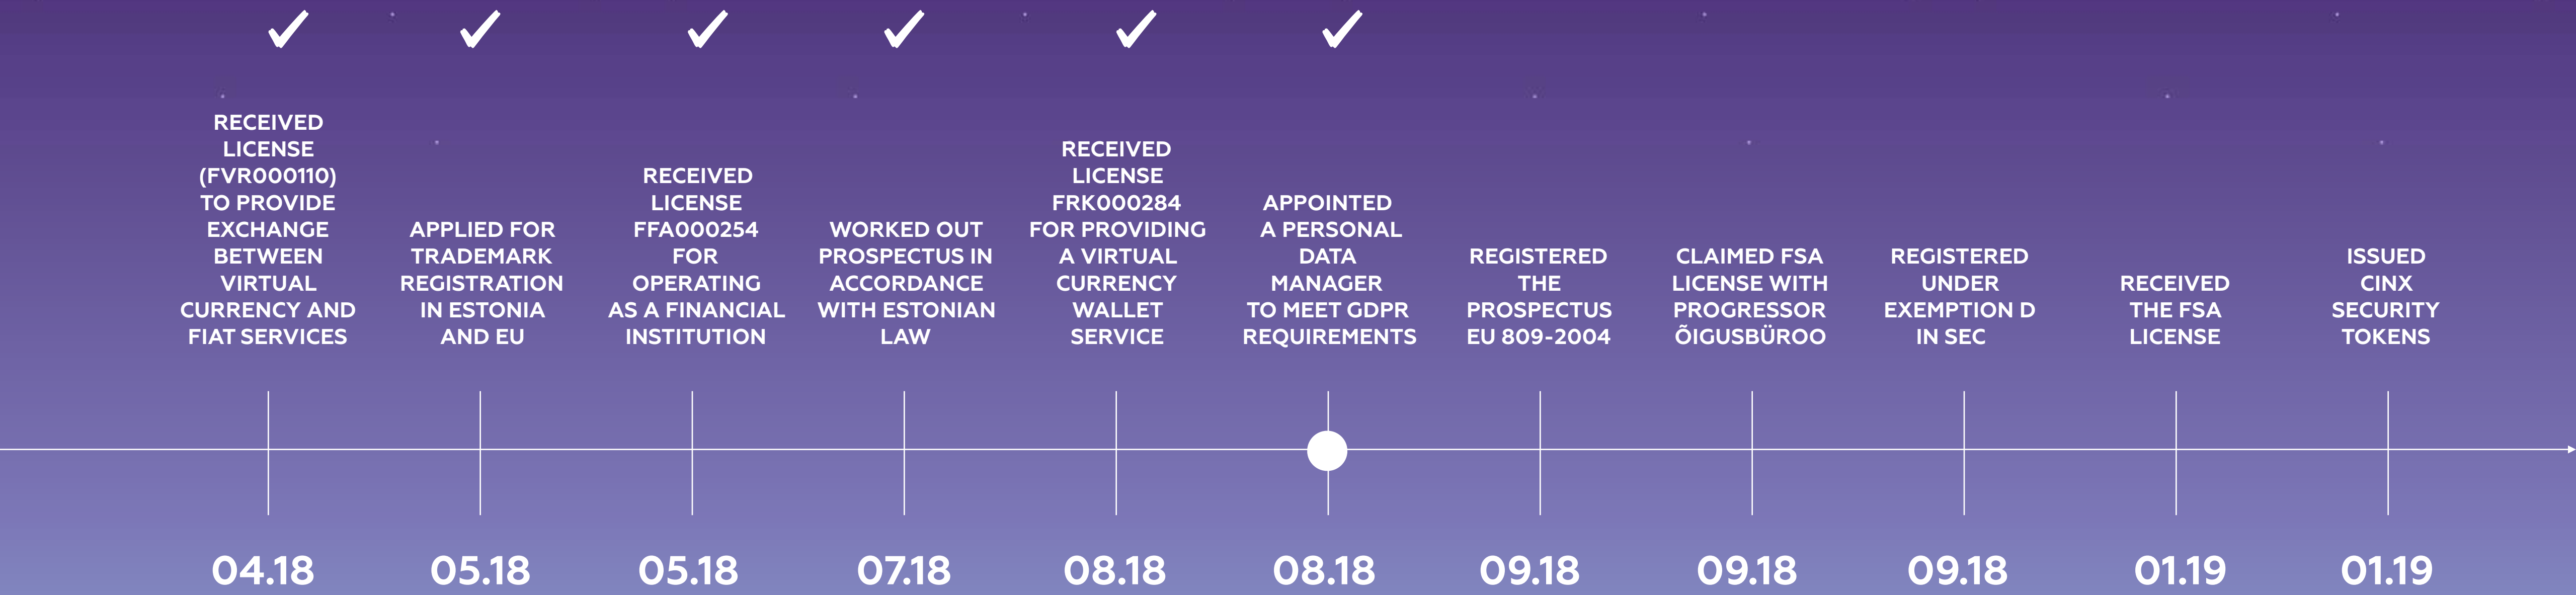 RECEIVED
LICENSE
(FVR000110)
TO PROVIDE
EXCHANGE
BETWEEN
VIRTUAL
CURRENCY AND
FIAT SERVICES
APPLIED FOR
TRADEMARK
REGISTRATION
IN ESTONIA
AND EU
RECEIVED
LICENSE
FFA000254
FOR
OPERATING
AS A FINANCIAL
INSTITUTION
WORKED OUT
PROSPECTUS IN
ACCORDANCE
WITH ESTONIAN
LAW
RECEIVED
LICENSE
FRK000284
FOR PROVIDING
A VIRTUAL
CURRENCY
WALLET
SERVICE
APPOINTED
A PERSONAL
DATA
MANAGER
TO MEET GDPR
REQUIREMENTS
REGISTERED
THE
PROSPECTUS
EU 809-2004
CLAIMED FSA
LICENSE WITH
PROGRESSOR
ÕIGUSBÜROO
REGISTERED
UNDER
EXEMPTION D
IN SEC
RECEIVED
THE FSA
LICENSE
ISSUED
CINX
SECURITY
TOKENS
04.18
05.18
05.18
07.18
08.18
08.18
09.18
09.18
09.18
01.19
01.19